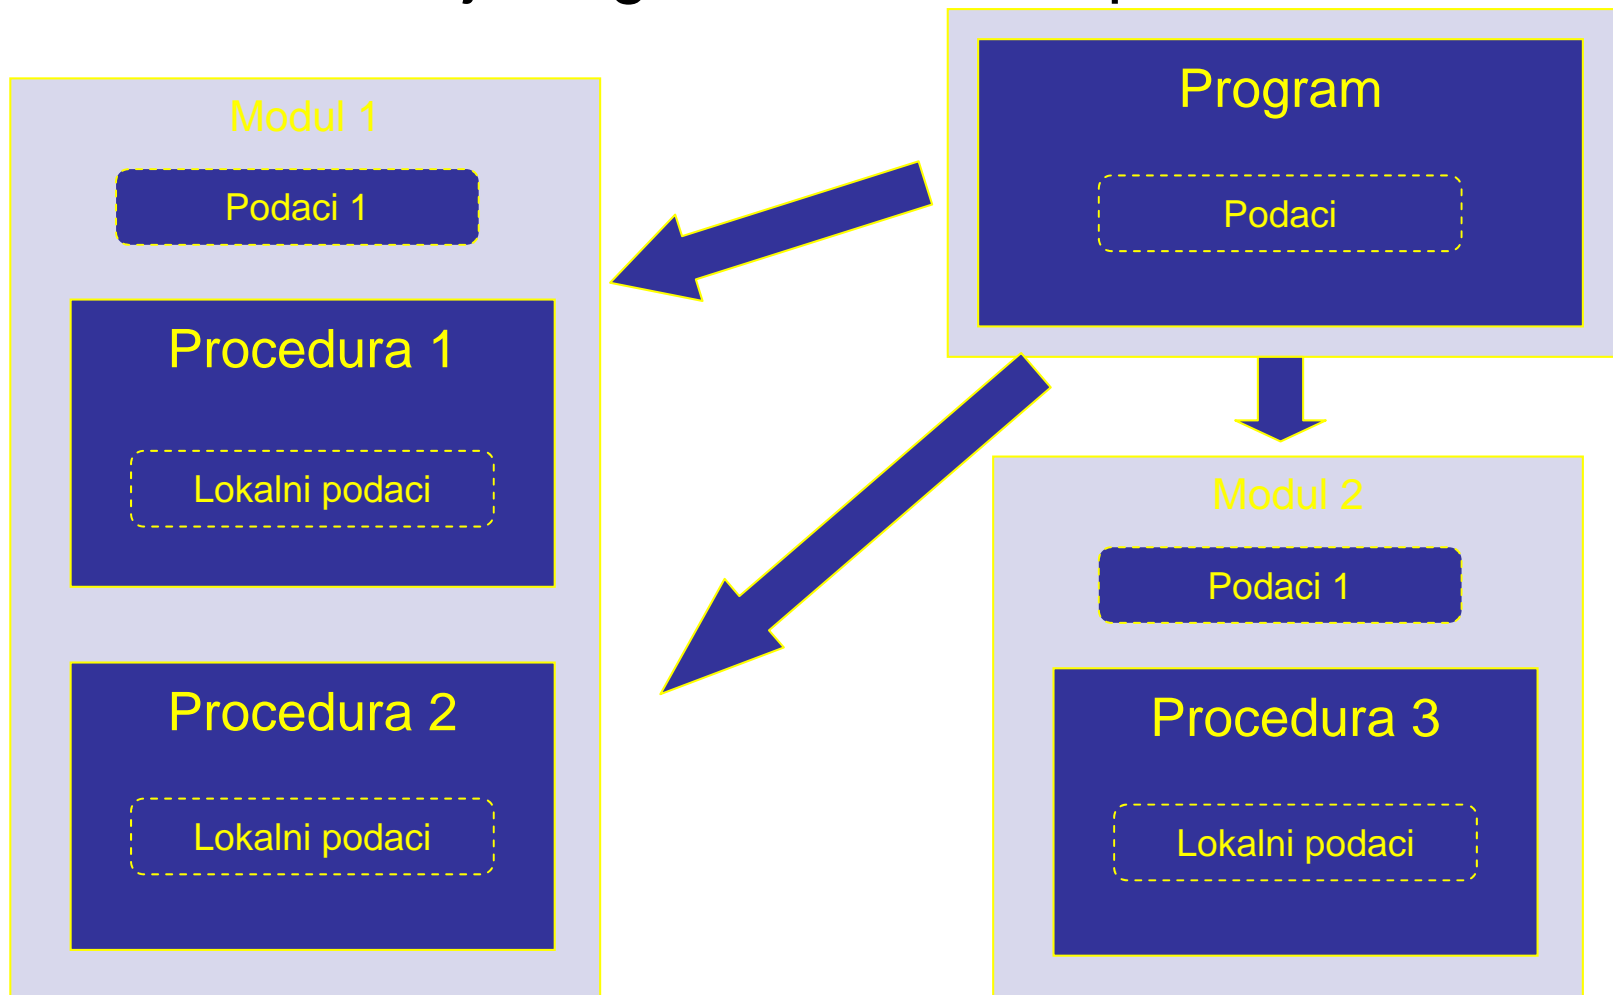 Program
Podaci
Modul 1
Podaci 1
Procedura 1
Lokalni podaci
Procedura 2
Lokalni podaci
Modul 2
Podaci 1
Procedura 3
Lokalni podaci